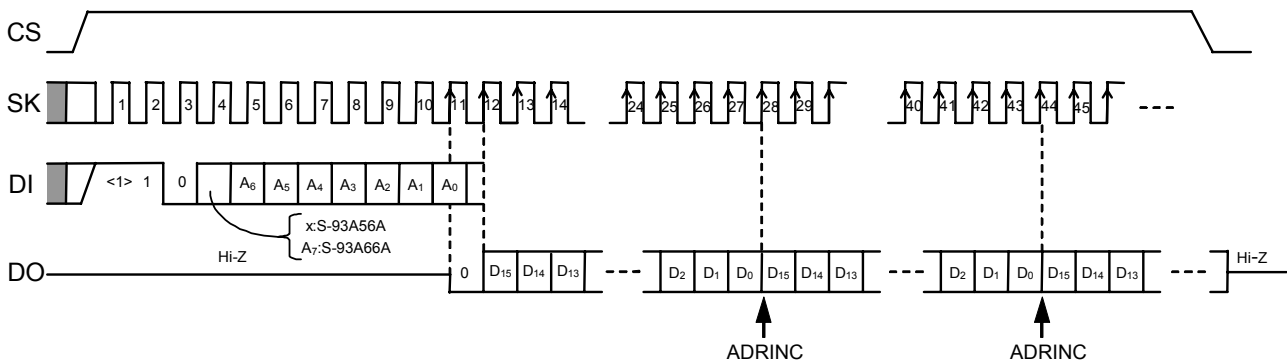 CS
SK 1 2 3 4 5 6 7 8 9 10 11 12 13 14 24 25 26 27 28 29 40 41 42 43 44 45
DI <1> 1 0 A6 A5 A4 A3 A2 A1 A0
x:S-93A56A
A7:S-93A66A
Hi-Z
DO 0 D15 D14 D13 D2 D1 D0 D15 D14 D13 D2 D1 D0 D15 D14 D13 Hi-Z
ADRINC ADRINC